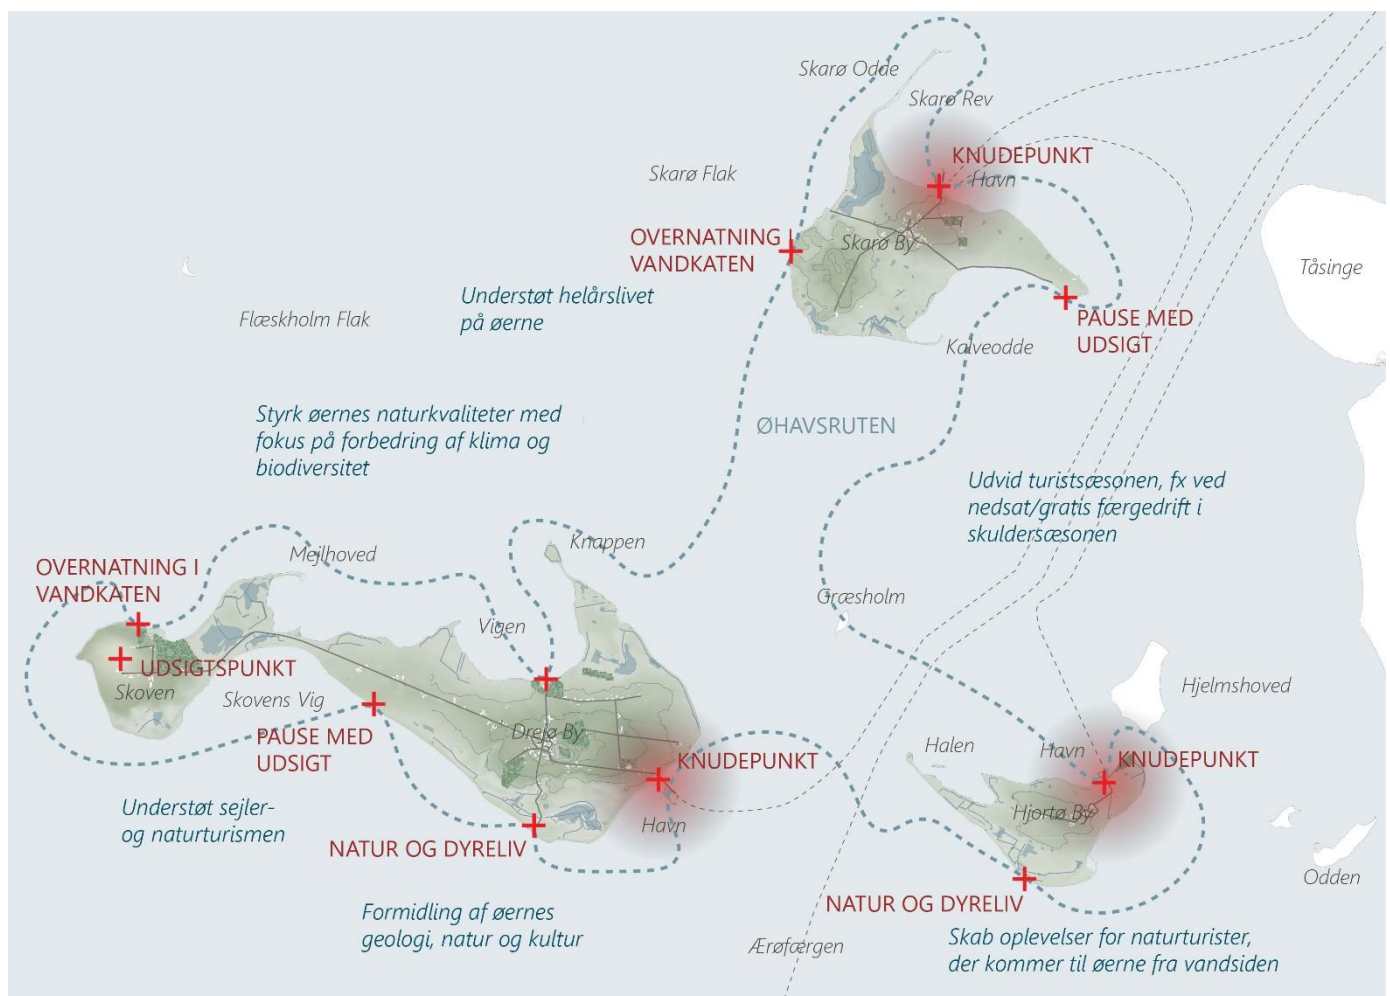 Skarø Odde
Skarø Rev
KNUDEPUNKT
Havn
Skarø Flak
OVERNATNING I
VANDKATEN
Skarø By
Tåsinge
Understøt helårslivet
på øerne
Flæskholm Flak
PAUSE MED
UDSIGT
Kalveodde
Styrk øernes naturkvaliteter med
fokus på forbedring af klima og
biodiversitet
ØHAVSRUTEN
Udvid turistsæsonen, fx ved
nedsat/gratis færgedrift i
skuldersæsonen
Knappen
Mejlhoved
OVERNATNING I
VANDKATEN
Græsholm
Vigen
UDSIGTSPUNKT
Skoven
Skovens Vig
Hjelmshoved
PAUSE MED
UDSIGT
Drejø By
KNUDEPUNKT
Havn
Halen
Havn
KNUDEPUNKT
Hjortø By
Understøt sejler-
og naturturismen
NATUR OG DYRELIV
NATUR OG DYRELIV
Odden
Formidling af øernes
geologi, natur og kultur
Ærøfærgen
Skab oplevelser for naturturister,
der kommer til øerne fra vandsiden